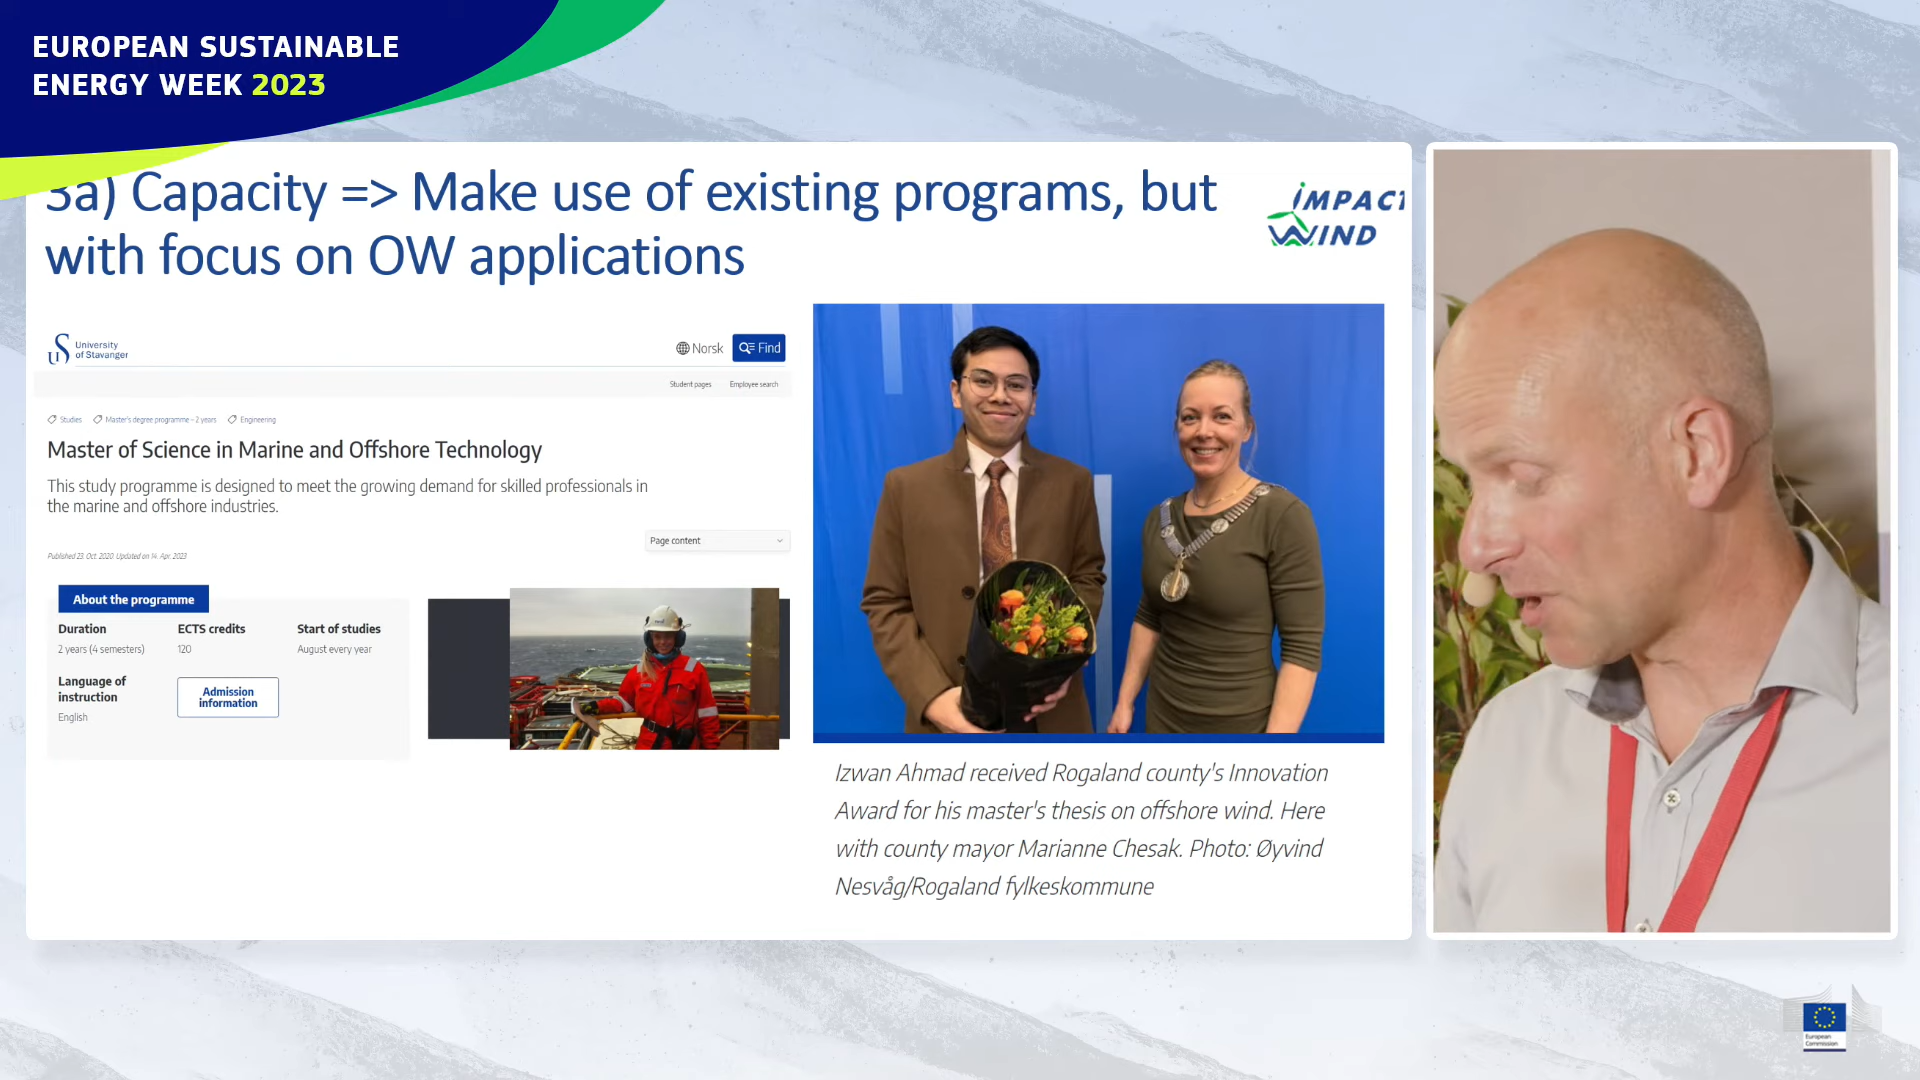 EUROPEAN SUSTAINABLE
ENERGY WEEK 2023
3a) Capacity => Make use of existing programs, but
with focus on OW applications
IMPACT
WIND
US University
of Stavanger
Norsk
Find
Student pages Employee search
Studies Master's degree programme – 2 years Engineering
Master of Science in Marine and Offshore Technology
This study programme is designed to meet the growing demand for skilled professionals in
the marine and offshore industries.
Page content
Published 23. Oct. 2020. Updated on 14. Apr. 2023
About the programme
Duration ECTS credits Start of studies
2 years (4 semesters) 120 August every year
Language of
instruction
English
Admission
information
Izwan Ahmad received Rogaland county's Innovation
Award for his master's thesis on offshore wind. Here
with county mayor Marianne Chesak. Photo: Øyvind
Nesvåg/Rogaland fylkeskommune
European
Commission